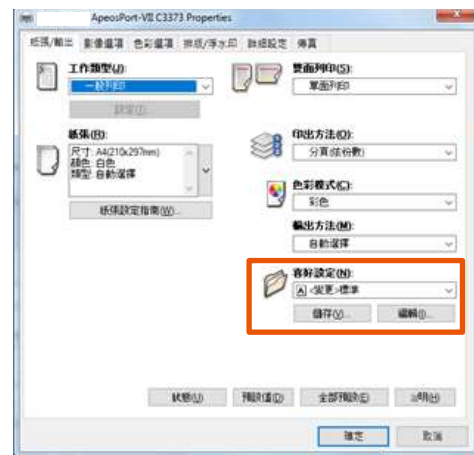 ApeosPort-VII C3373 Properties
紙張/輸出 影像選項 色彩選項 排版/浮水印 詳細設定 傳真
工作類型(J):
一般列印
設定(I)...
紙張(R):
尺寸: A4(210x297mm)
顏色: 白色
類型: 自動選擇
紙張設定指南(W)...
雙面列印(S):
單面列印
印出方法(O):
分頁(依份數)
色彩模式(C):
彩色
輸出方法(M):
自動選擇
喜好設定(N):
<變更>標準
儲存(V)... 編輯(I)...
狀態(U) 預設值(D) 全部預設(E) 說明(H)
確定 取消